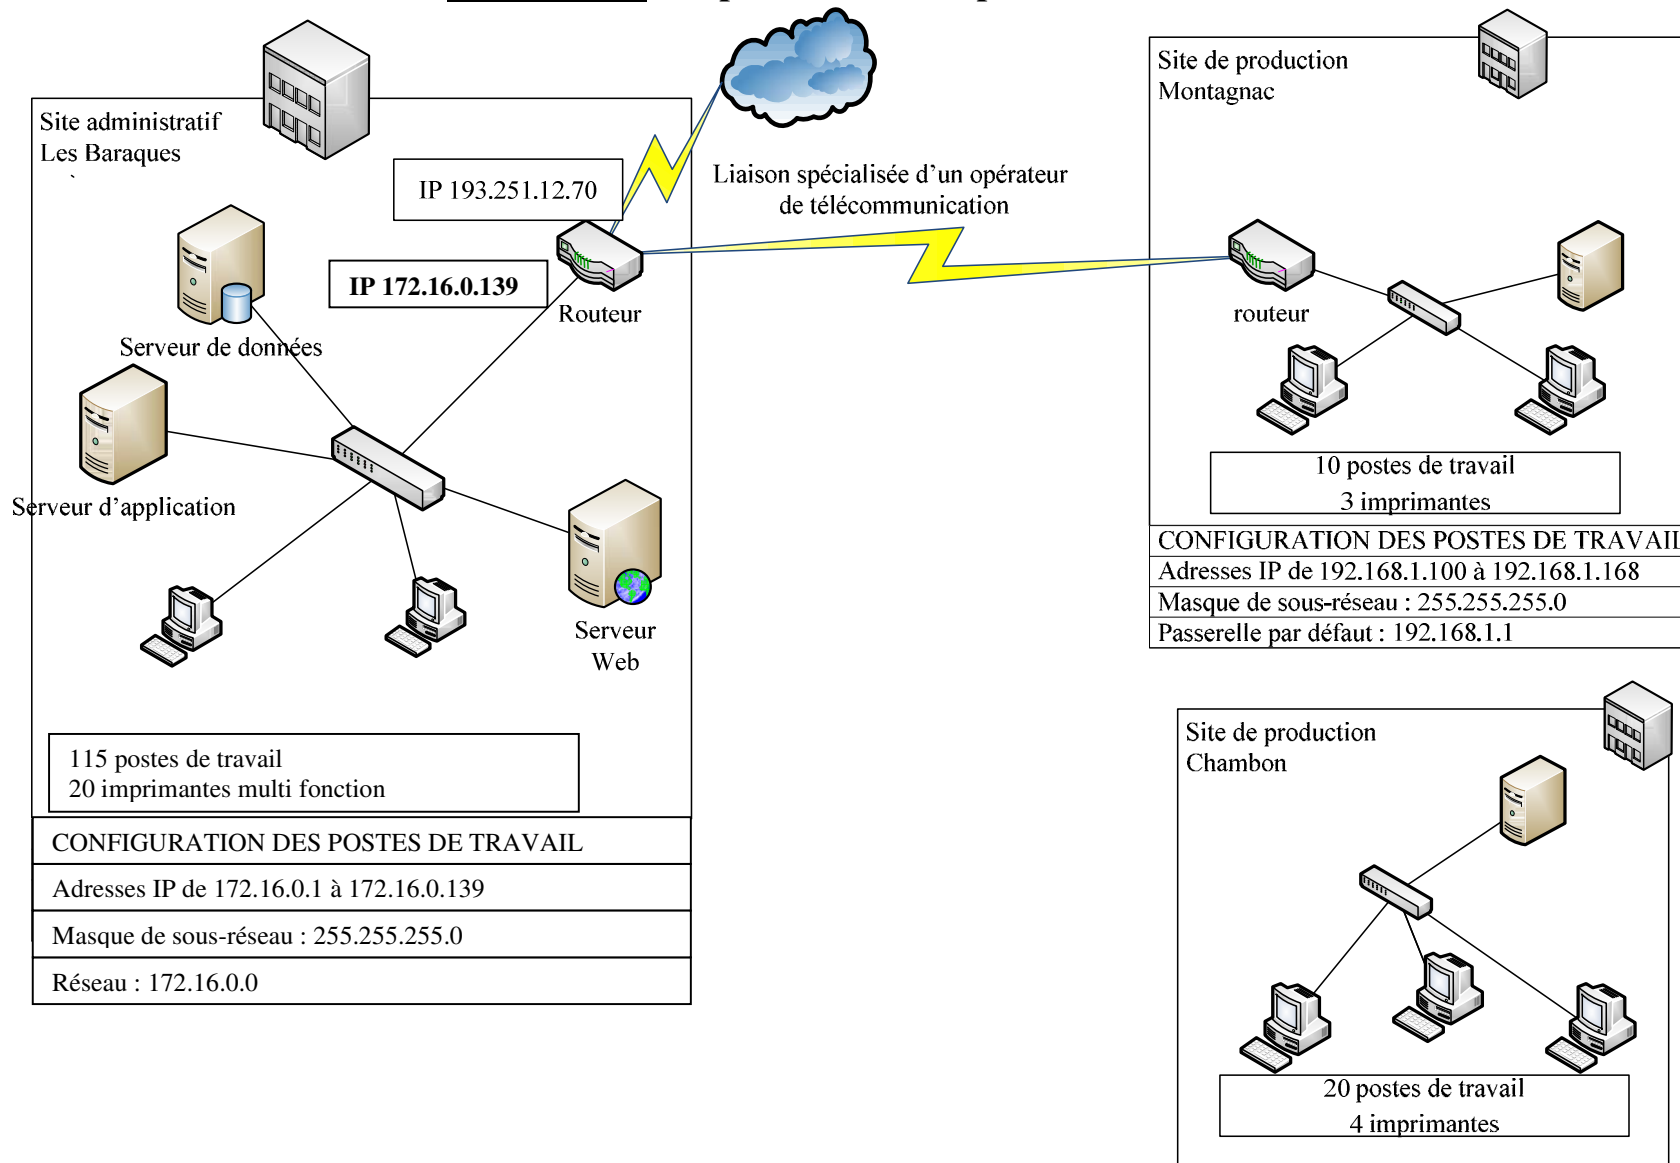 Site administratif
Les Baraques
IP 193.251.12.70
IP 172.16.0.139
Routeur
Serveur de données
Serveur d’application
Serveur
Web
115 postes de travail
20 imprimantes multi fonction
CONFIGURATION DES POSTES DE TRAVAIL
Adresses IP de 172.16.0.1 à 172.16.0.139
Masque de sous-réseau : 255.255.255.0
Réseau : 172.16.0.0
Liaison spécialisée d’un opérateur
de télécommunication
Site de production
Montagnac
routeur
10 postes de travail
3 imprimantes
CONFIGURATION DES POSTES DE TRAVAIL
Adresses IP de 192.168.1.100 à 192.168.1.168
Masque de sous-réseau : 255.255.255.0
Passerelle par défaut : 192.168.1.1
Site de production
Chambon
20 postes de travail
4 imprimantes